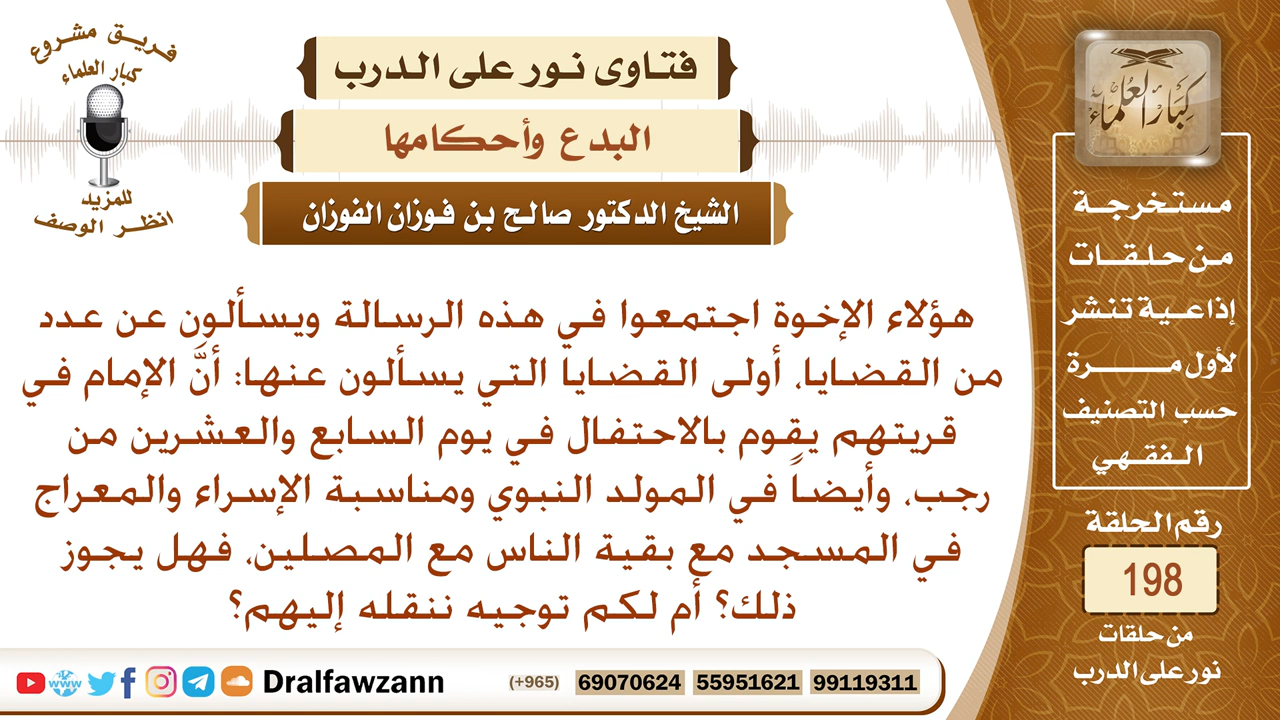 فريق مشروع
كبار العلماء
للمزيد
انظر الوصف
فتاوى نور على الدرب
البدع وأحكامها
الشيخ الدكتور صالح بن فوزان الفوزان
هؤلاء الإخوة اجتمعوا في هذه الرسالة ويسألون عن عدد
من القضايا، أولى القضايا التي يسألون عنها: أنَّ الإمام في
قريتهم يقوم بالاحتفال في يوم السابع والعشرين من
رجب، وأيضاً في المولد النبوي ومناسبة الإسراء والمعراج
في المسجد مع بقية الناس مع المصلين، فهل يجوز
ذلك؟ أم لكم توجيه ننقله إليهم؟
كبار العلماء
مستخرجة
من حلقات
إذاعية تنشر
لأول مرة
حسب التصنيف
الفقهي
رقم الحلقة
198
من حلقات
نور على الدرب
www Dralfawzann (+965) 69070624 55951621 99119311